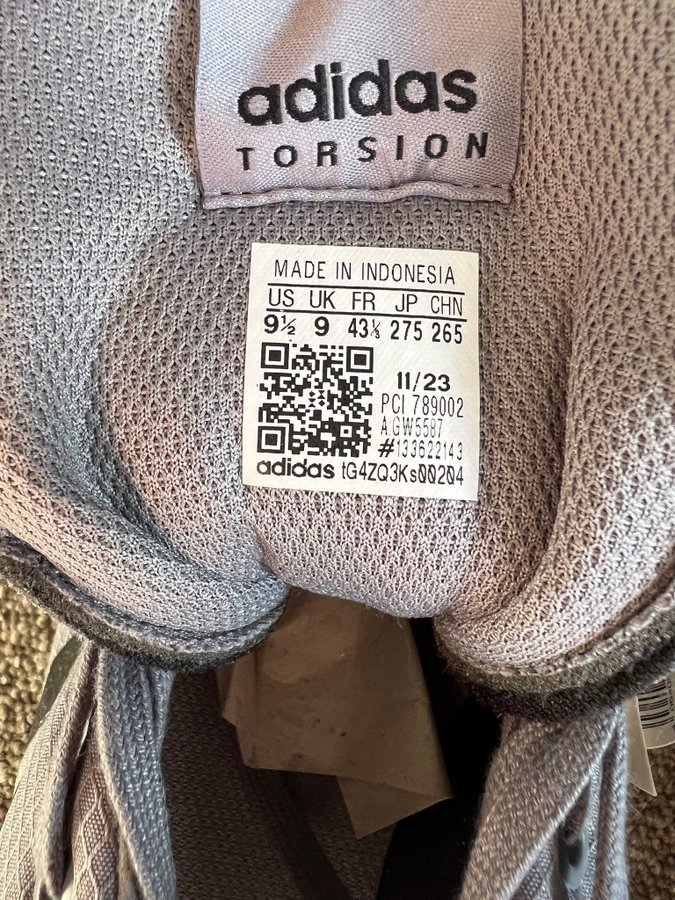 adidas
TORSION
MADE IN INDONESIA
US UK FR JP CHN
9½ 9 43⅓ 275 265
11/23
PCI 789002
A GW5587
#133622143
adidas tG4ZQ3Ks00204